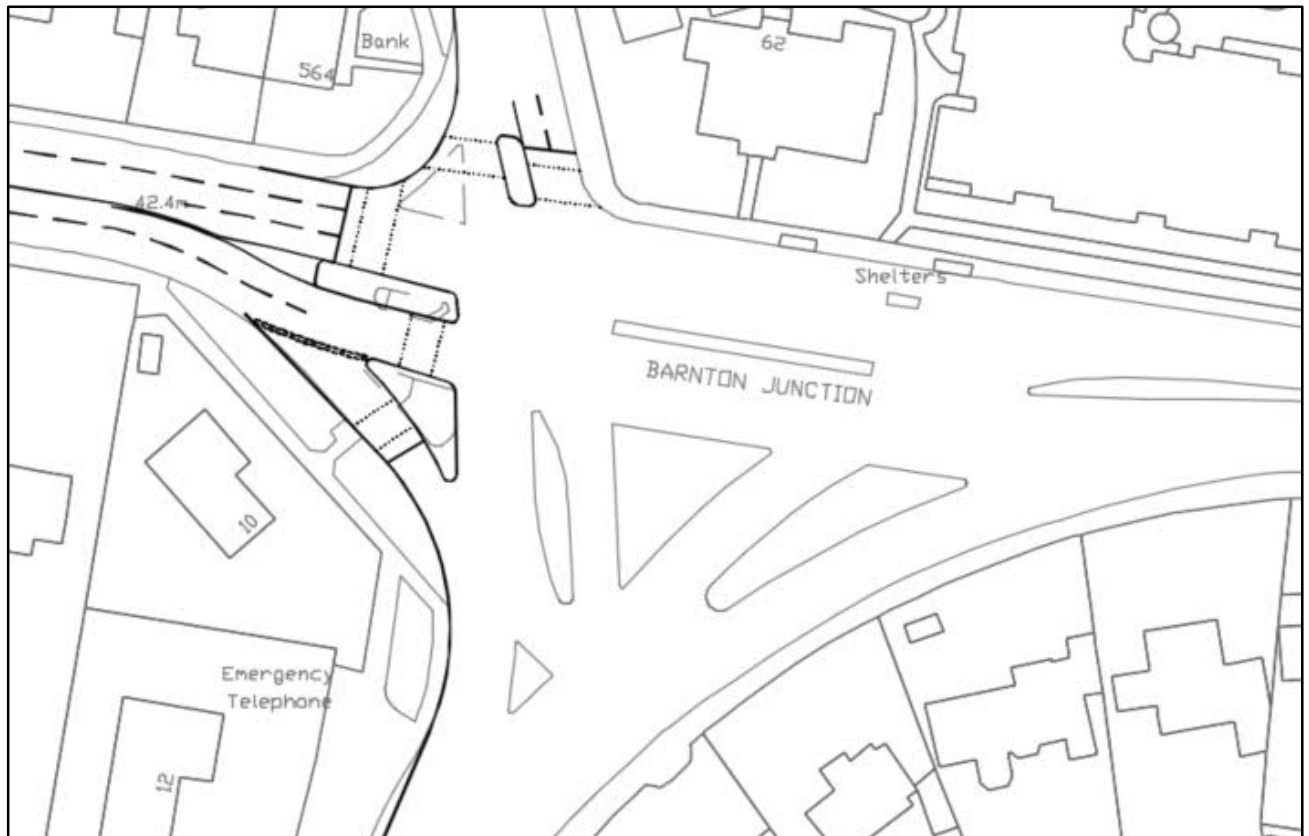 Bank
564
62
42.4m
Shelters
BARNTON JUNCTION
10
Emergency
Telephone
12